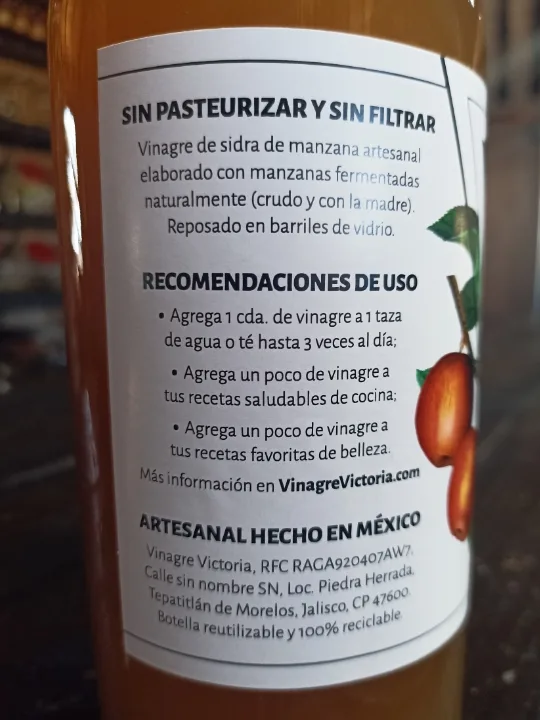 SIN PASTEURIZAR Y SIN FILTRAR
Vinagre de sidra de manzana artesanal
elaborado con manzanas fermentadas
naturalmente (crudo y con la madre).
Reposado en barriles de vidrio.
RECOMENDACIONES DE USO
• Agrega 1 cda. de vinagre a 1 taza
de agua o té hasta 3 veces al día;
• Agrega un poco de vinagre a
tus recetas saludables de cocina;
• Agrega un poco de vinagre a
tus recetas favoritas de belleza.
Más información en VinagreVictoria.com
ARTESANAL HECHO EN MÉXICO
Vinagre Victoria, RFC RAGA920407AW7.
Calle sin nombre SN, Loc. Piedra Herrada.
Tepatitlán de Morelos, Jalisco, CP 47600.
Botella reutilizable y 100% reciclable